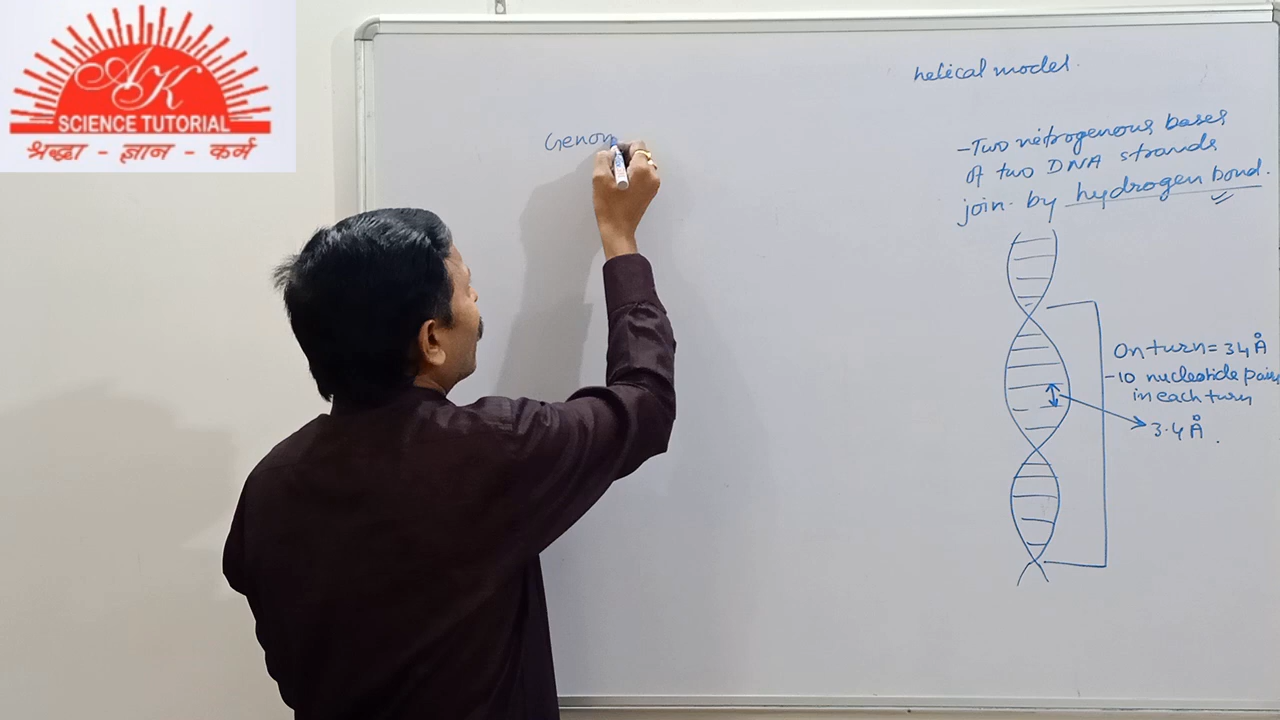 AK
SCIENCE TUTORIAL
श्रद्धा - ज्ञान - कर्म
helical model.
Genom
-Two nitrogenous bases
of two DNA strands
join by hydrogen bond.
On turn = 34 Å
-10 nucleotide pairs
in each turn
3.4 Å.